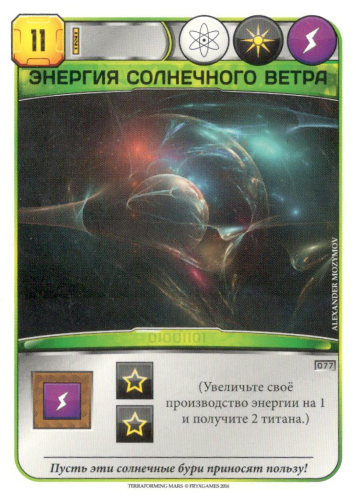 11
ЭНЕРГИЯ СОЛНЕЧНОГО ВЕТРА
ALEXANDER MOZYMOV
01001101
077
(Увеличьте своё
производство энергии на 1
и получите 2 титана.)
Пусть эти солнечные бури приносят пользу!
TERRAFORMING MARS © FRYXGAMES 2016